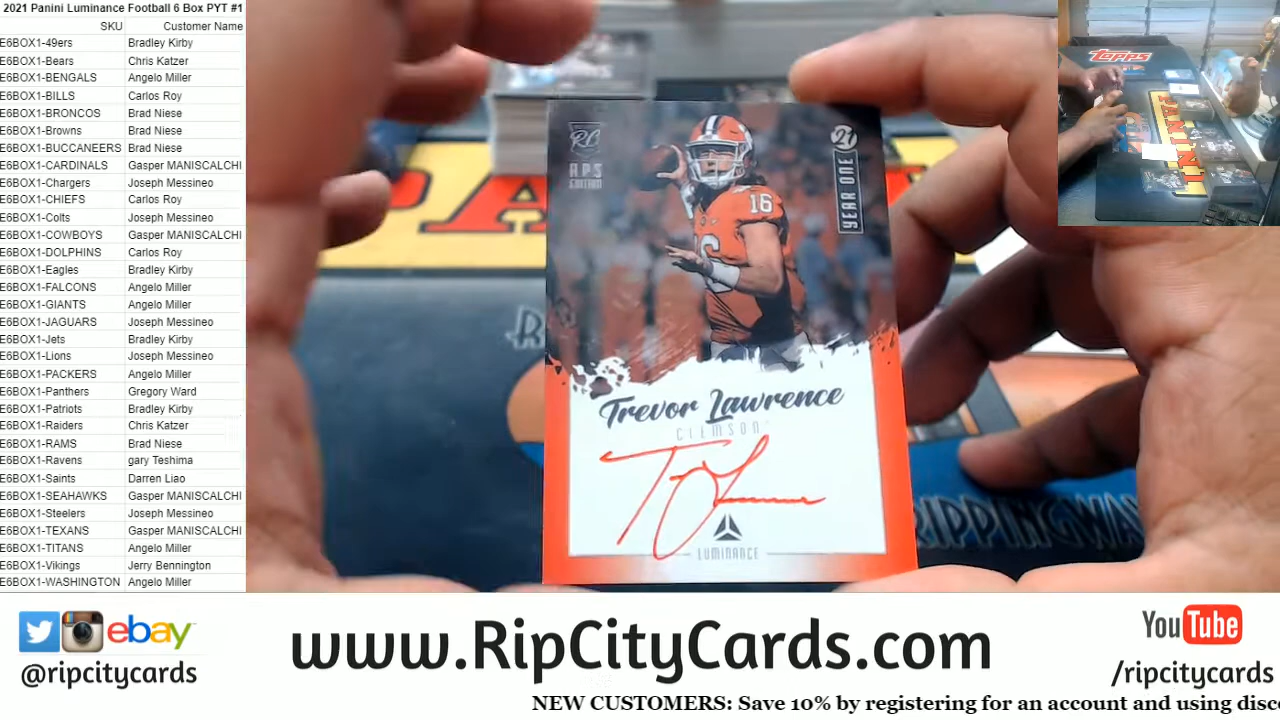 2021 Panini Luminance Football 6 Box PYT #1
SKU Customer Name
E6BOX1-49ers Bradley Kirby
E6BOX1-Bears Chris Katzer
E6BOX1-BENGALS Angelo Miller
E6BOX1-BILLS Carlos Roy
E6BOX1-BRONCOS Brad Niese
E6BOX1-Browns Brad Niese
E6BOX1-BUCCANEERS Brad Niese
E6BOX1-CARDINALS Gasper MANISCALCHI
E6BOX1-Chargers Joseph Messineo
E6BOX1-CHIEFS Carlos Roy
E6BOX1-Colts Joseph Messineo
E6BOX1-COWBOYS Gasper MANISCALCHI
E6BOX1-DOLPHINS Carlos Roy
E6BOX1-Eagles Bradley Kirby
E6BOX1-FALCONS Angelo Miller
E6BOX1-GIANTS Angelo Miller
E6BOX1-JAGUARS Joseph Messineo
E6BOX1-Jets Bradley Kirby
E6BOX1-Lions Joseph Messineo
E6BOX1-PACKERS Angelo Miller
E6BOX1-Panthers Gregory Ward
E6BOX1-Patriots Bradley Kirby
E6BOX1-Raiders Chris Katzer
E6BOX1-RAMS Brad Niese
E6BOX1-Ravens gary Teshima
E6BOX1-Saints Darren Liao
E6BOX1-SEAHAWKS Gasper MANISCALCHI
E6BOX1-Steelers Joseph Messineo
E6BOX1-TEXANS Gasper MANISCALCHI
E6BOX1-TITANS Angelo Miller
E6BOX1-Vikings Jerry Bennington
E6BOX1-WASHINGTON Angelo Miller
RC
RPS
EDITION
21
YEAR ONE
16
Trevor Lawrence
CLEMSON
LUMINANCE
RIPPINGWA
Topps
PANINI
ebay
@ripcitycards
www.RipCityCards.com
YouTube
/ripcitycards
NEW CUSTOMERS: Save 10% by registering for an account and using disc